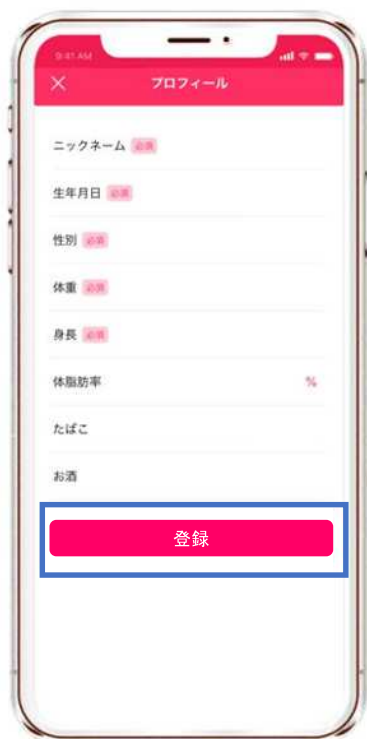 9:41 AM
プロフィール
ニックネーム 必須
生年月日 必須
性別 必須
体重 必須
身長 必須
体脂肪率 %
たばこ
お酒
登録